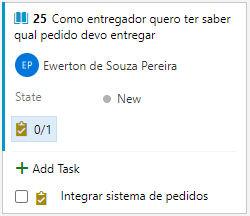 25 Como entregador quero ter saber
qual pedido devo entregar
EP Ewerton de Souza Pereira
State New
0/1
+ Add Task
Integrar sistema de pedidos